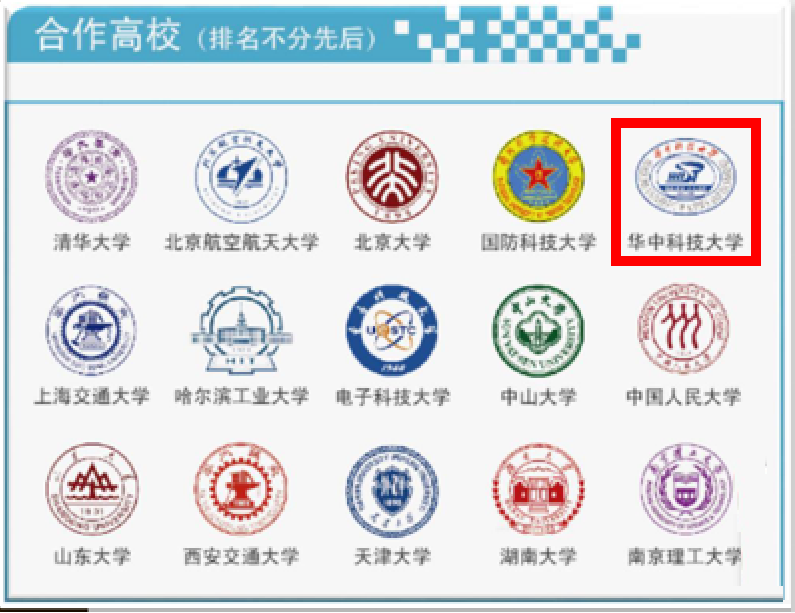 合作高校（排名不分先后）
清华大学 北京航空航天大学 北京大学 国防科技大学 华中科技大学
上海交通大学 哈尔滨工业大学 电子科技大学 中山大学 中国人民大学
山东大学 西安交通大学 天津大学 湖南大学 南京理工大学